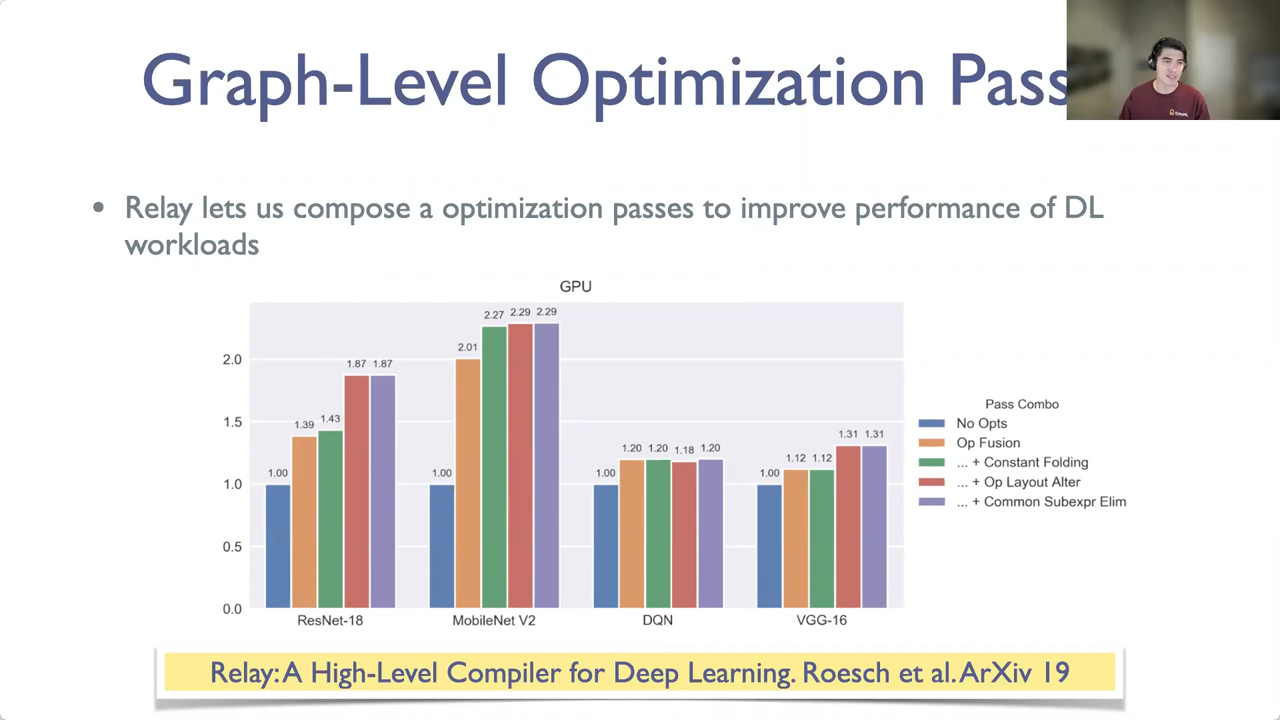 Graph-Level Optimization Pass
• Relay lets us compose a optimization passes to improve performance of DL
workloads
GPU
2.0
1.5
1.0
0.5
0.0
1.00 1.39 1.43 1.87 1.87
1.00 2.01 2.27 2.29 2.29
1.00 1.20 1.20 1.18 1.20
1.00 1.12 1.12 1.31 1.31
ResNet-18 MobileNet V2 DQN VGG-16
Pass Combo
No Opts
Op Fusion
... + Constant Folding
... + Op Layout Alter
... + Common Subexpr Elim
Relay: A High-Level Compiler for Deep Learning. Roesch et al. ArXiv 19